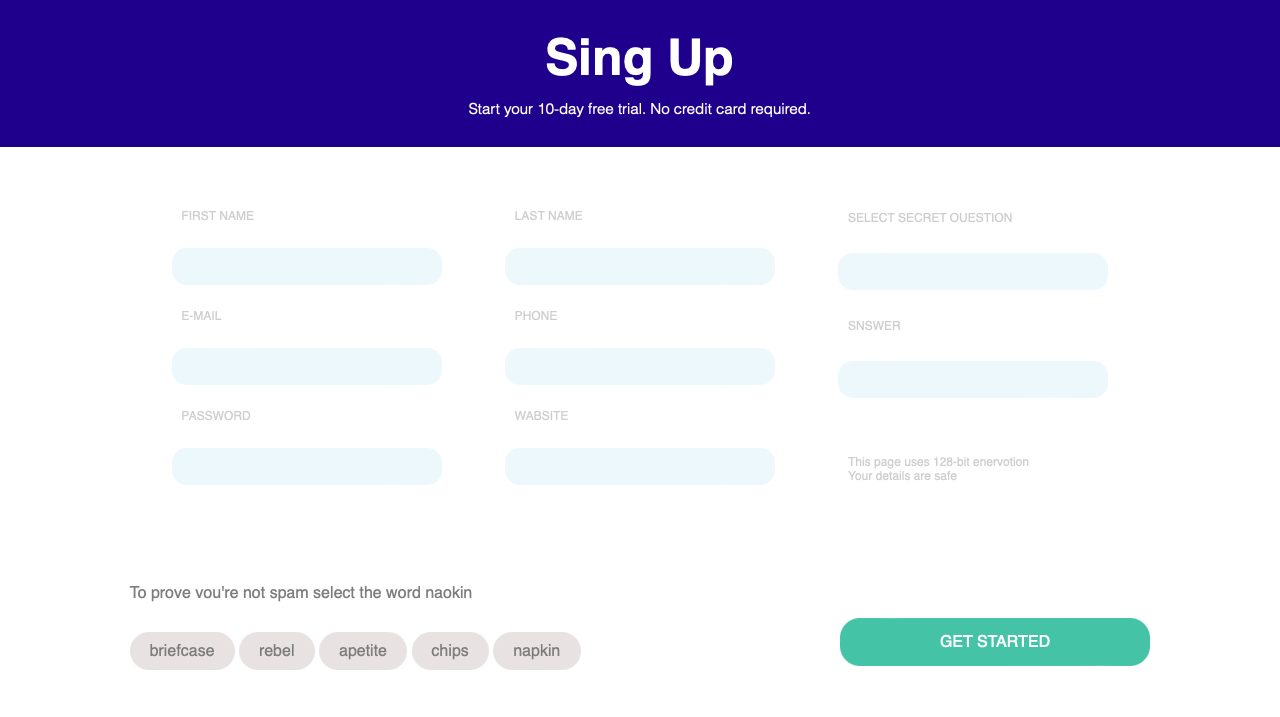 Sing Up
Start your 10-day free trial. No credit card required.
FIRST NAME
LAST NAME
SELECT SECRET OUESTION
E-MAIL
PHONE
SNSWER
PASSWORD
WABSITE
This page uses 128-bit enervotion
Your details are safe
To prove vou're not spam select the word naokin
briefcase
rebel
apetite
chips
napkin
GET STARTED